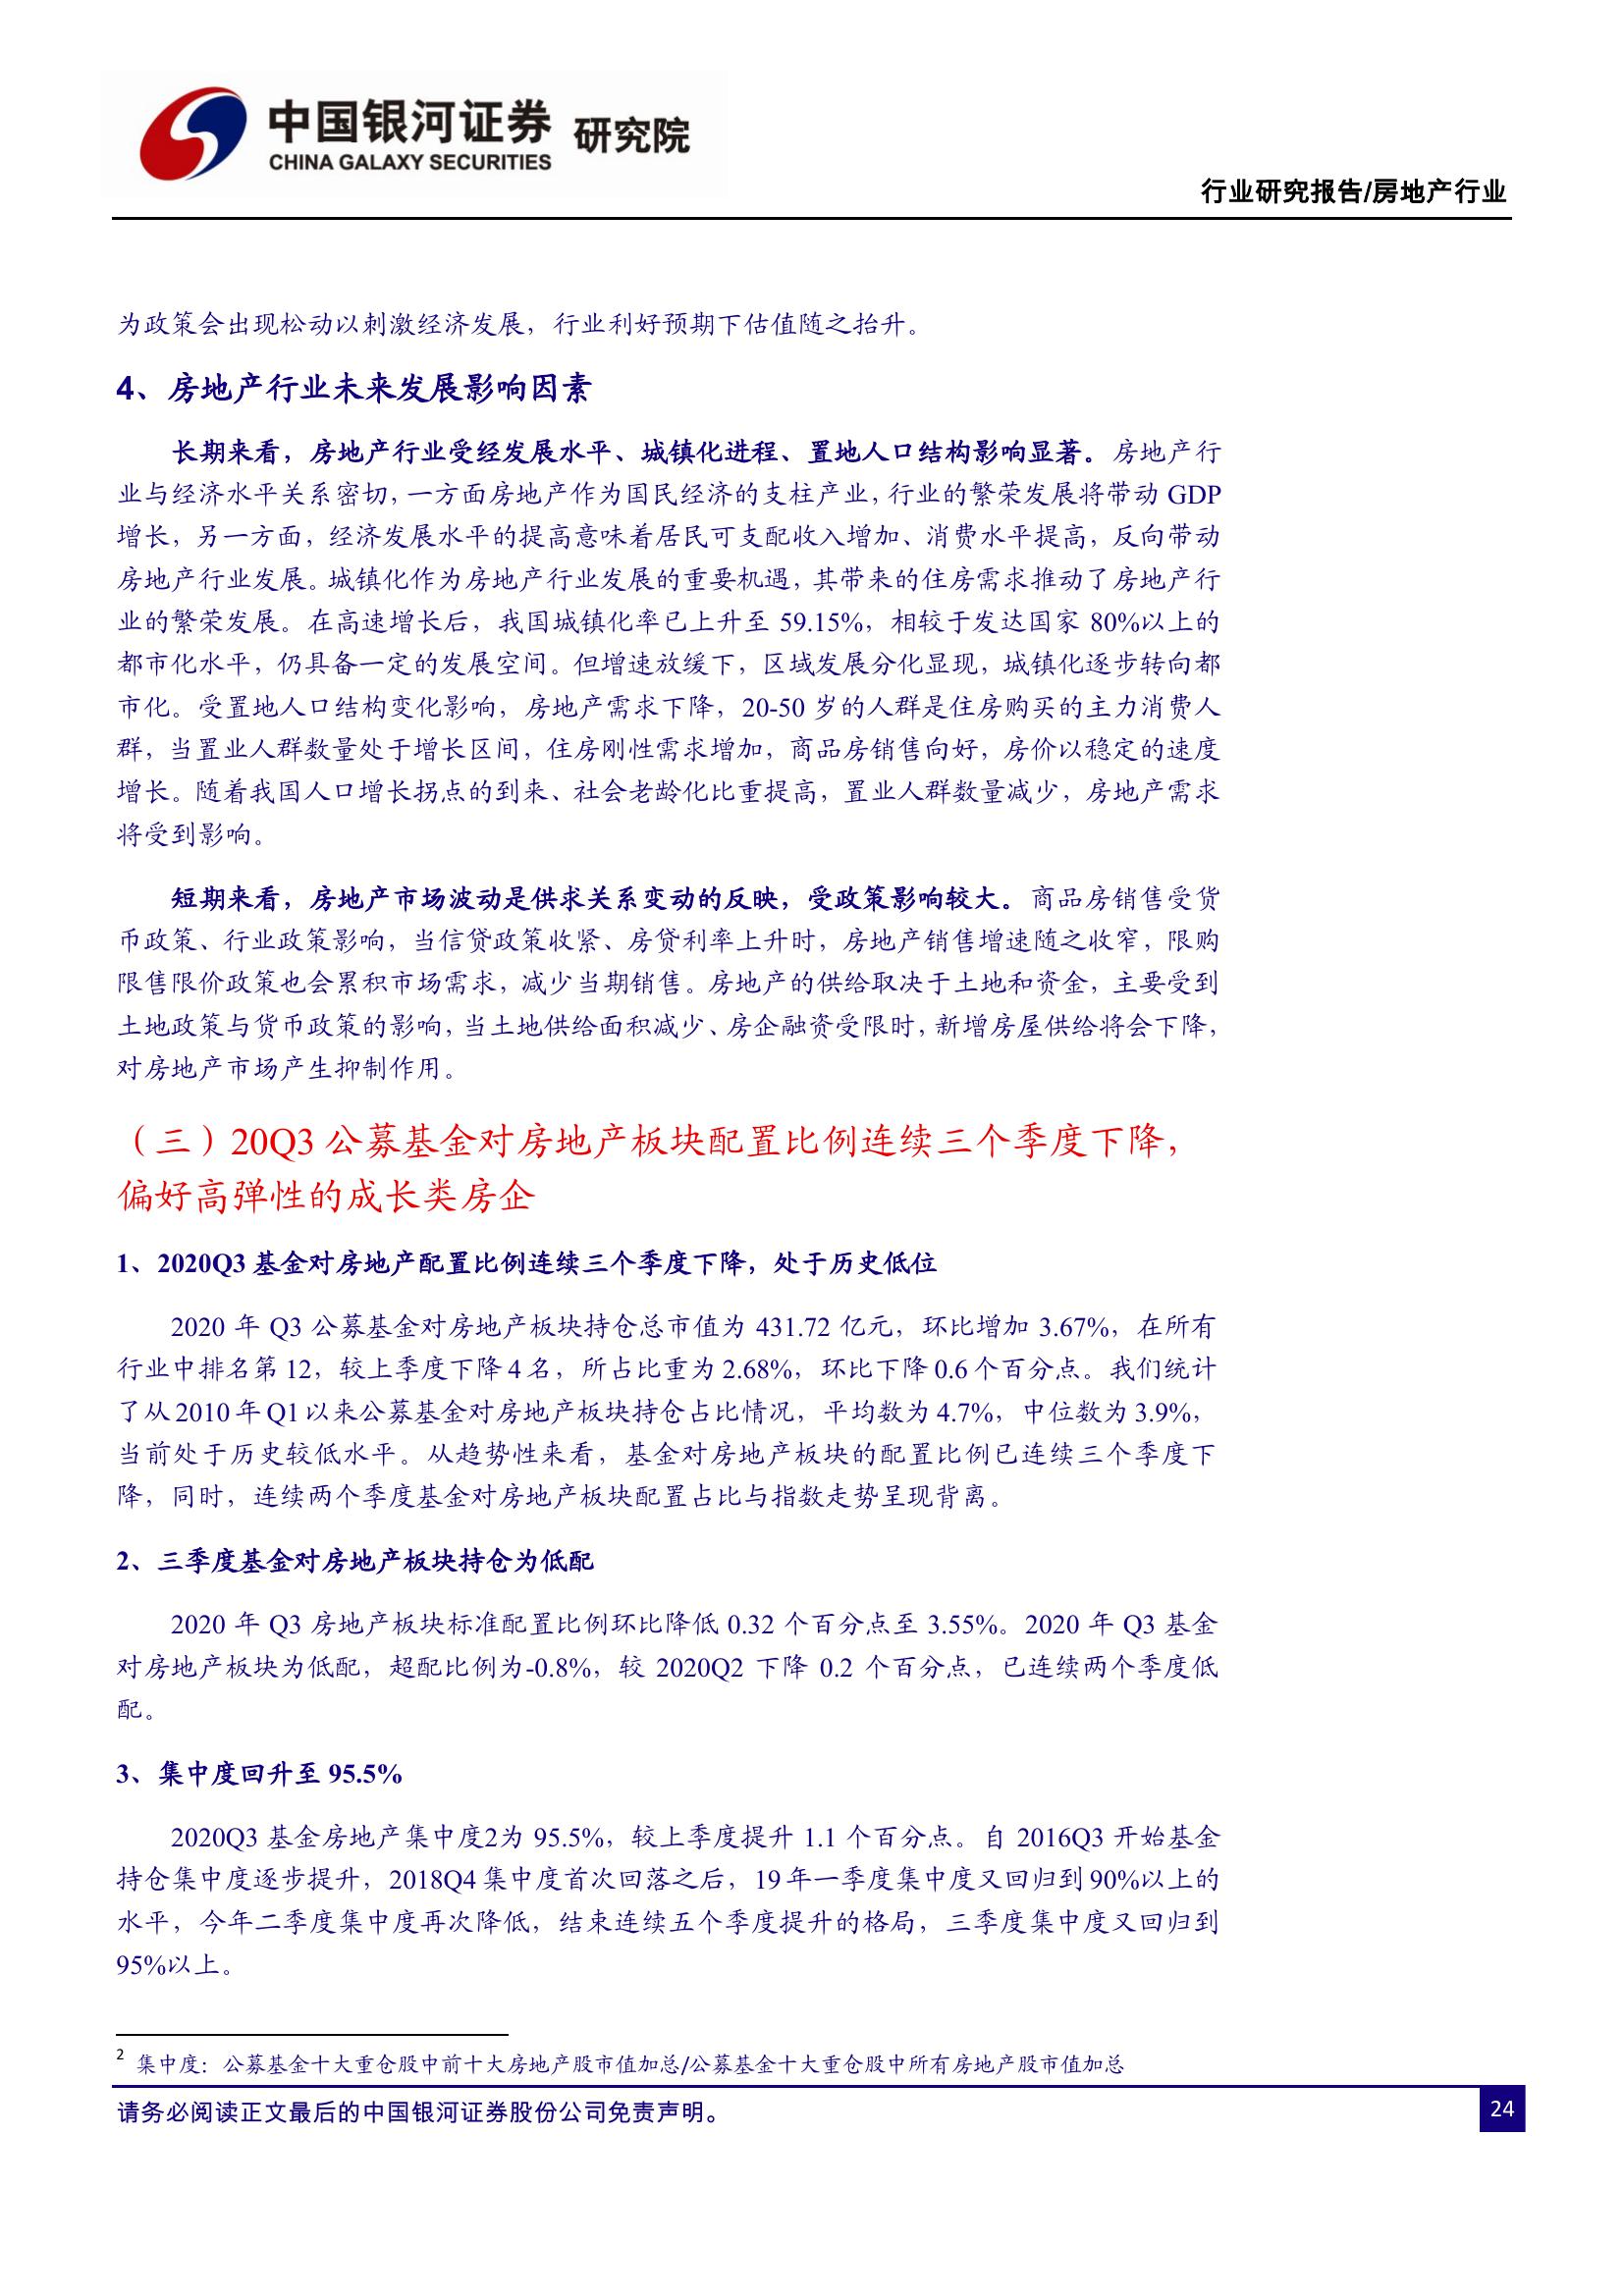 中国银河证券 研究院
CHINA GALAXY SECURITIES
行业研究报告/房地产行业
为政策会出现松动以刺激经济发展，行业利好预期下估值随之抬升。
4、房地产行业未来发展影响因素
长期来看，房地产行业受经发展水平、城镇化进程、置地人口结构影响显著。房地产行
业与经济水平关系密切，一方面房地产作为国民经济的支柱产业，行业的繁荣发展将带动 GDP
增长，另一方面，经济发展水平的提高意味着居民可支配收入增加、消费水平提高，反向带动
房地产行业发展。城镇化作为房地产行业发展的重要机遇，其带来的住房需求推动了房地产行
业的繁荣发展。在高速增长后，我国城镇化率已上升至 59.15%，相较于发达国家 80%以上的
都市化水平，仍具备一定的发展空间。但增速放缓下，区域发展分化显现，城镇化逐步转向都
市化。受置地人口结构变化影响，房地产需求下降，20-50 岁的人群是住房购买的主力消费人
群，当置业人群数量处于增长区间，住房刚性需求增加，商品房销售向好，房价以稳定的速度
增长。随着我国人口增长拐点的到来、社会老龄化比重提高，置业人群数量减少，房地产需求
将受到影响。
短期来看，房地产市场波动是供求关系变动的反映，受政策影响较大。商品房销售受货
币政策、行业政策影响，当信贷政策收紧、房贷利率上升时，房地产销售增速随之收窄，限购
限售限价政策也会累积市场需求，减少当期销售。房地产的供给取决于土地和资金，主要受到
土地政策与货币政策的影响，当土地供给面积减少、房企融资受限时，新增房屋供给将会下降，
对房地产市场产生抑制作用。
（三）20Q3 公募基金对房地产板块配置比例连续三个季度下降，
偏好高弹性的成长类房企
1、2020Q3 基金对房地产配置比例连续三个季度下降，处于历史低位
2020 年 Q3 公募基金对房地产板块持仓总市值为 431.72 亿元，环比增加 3.67%，在所有
行业中排名第 12，较上季度下降 4 名，所占比重为 2.68%，环比下降 0.6 个百分点。我们统计
了从 2010 年 Q1 以来公募基金对房地产板块持仓占比情况，平均数为 4.7%，中位数为 3.9%，
当前处于历史较低水平。从趋势性来看，基金对房地产板块的配置比例已连续三个季度下
降，同时，连续两个季度基金对房地产板块配置占比与指数走势呈现背离。
2、三季度基金对房地产板块持仓为低配
2020 年 Q3 房地产板块标准配置比例环比降低 0.32 个百分点至 3.55%。2020 年 Q3 基金
对房地产板块为低配，超配比例为-0.8%，较 2020Q2 下降 0.2 个百分点，已连续两个季度低
配。
3、集中度回升至 95.5%
2020Q3 基金房地产集中度2为 95.5%，较上季度提升 1.1 个百分点。自 2016Q3 开始基金
持仓集中度逐步提升，2018Q4 集中度首次回落之后，19 年一季度集中度又回归到 90%以上的
水平，今年二季度集中度再次降低，结束连续五个季度提升的格局，三季度集中度又回归到
95%以上。
2 集中度：公募基金十大重仓股中前十大房地产股市值加总/公募基金十大重仓股中所有房地产股市值加总
请务必阅读正文最后的中国银河证券股份公司免责声明。
24